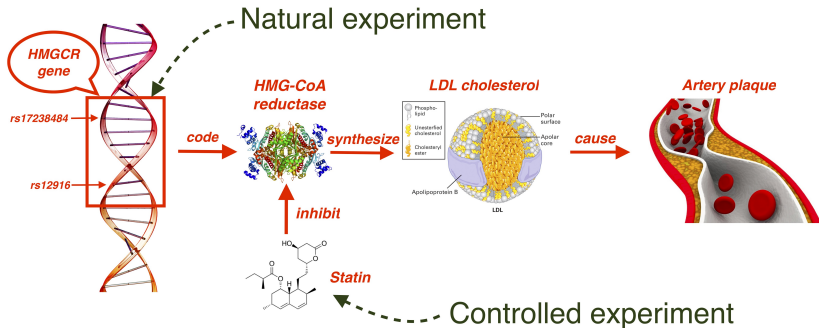 Natural experiment
HMGCR
gene
HMG-CoA
reductase
LDL cholesterol
Artery plaque
rs17238484
code
synthesize
cause
Phospho-
lipid
Unesterified
cholesterol
Cholesteryl
ester
Polar
surface
Apolar
core
Apolipoprotein B
LDL
rs12916
inhibit
HO
O
O
O
O
H
Statin
Controlled experiment